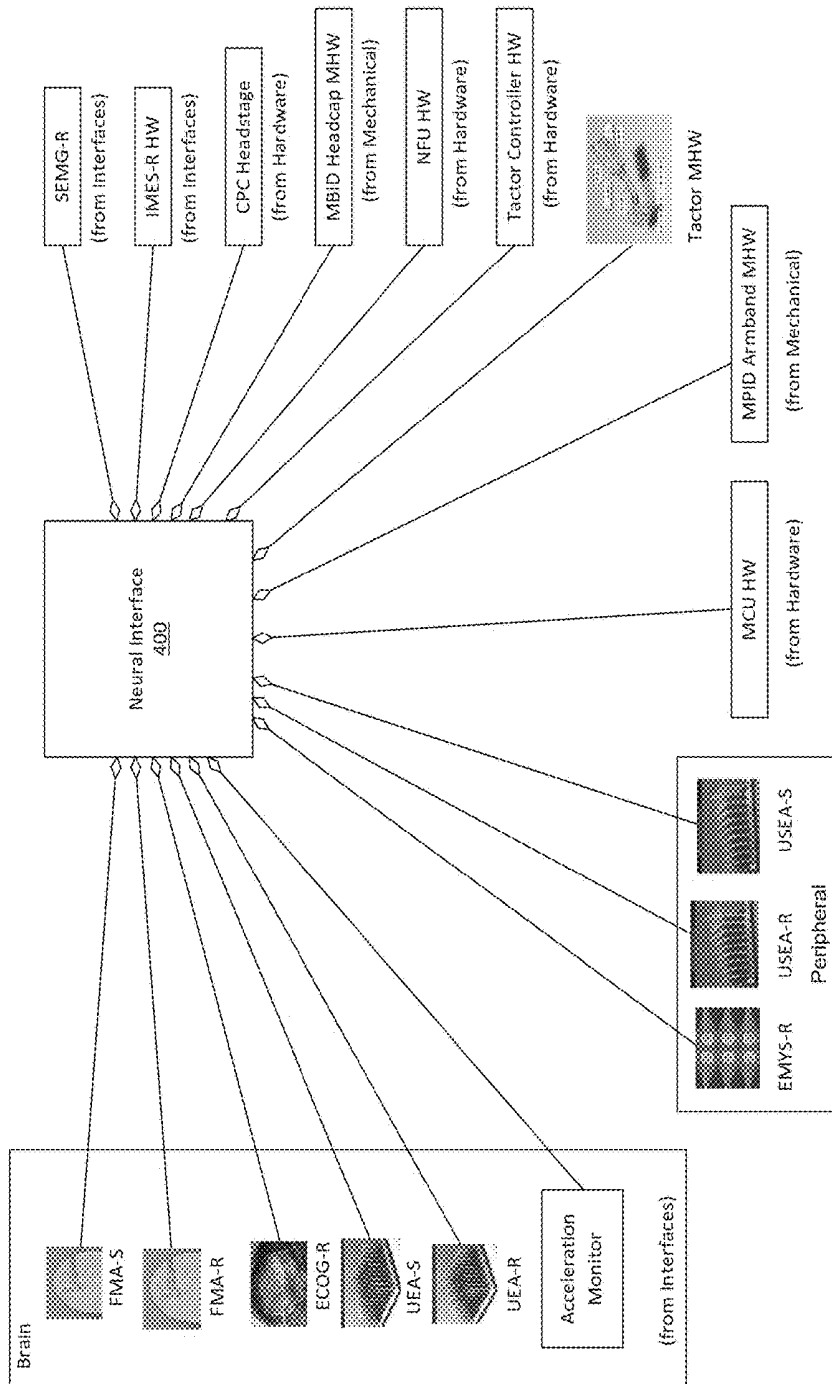 Brain
FMA-S
FMA-R
ECOG-R
UEA-S
UEA-R
Acceleration
Monitor
(from Interfaces)
Neural Interface
400
SEMG-R
(from Interfaces)
IMES-R HW
(from Interfaces)
CPC Headstage
(from Hardware)
MBID Headcap MHW
(from Mechanical)
NFU HW
(from Hardware)
Tactor Controller HW
(from Hardware)
Tactor MHW
MPID Armband MHW
(from Mechanical)
MCU HW
(from Hardware)
EMYS-R
USEA-R
USEA-S
Peripheral